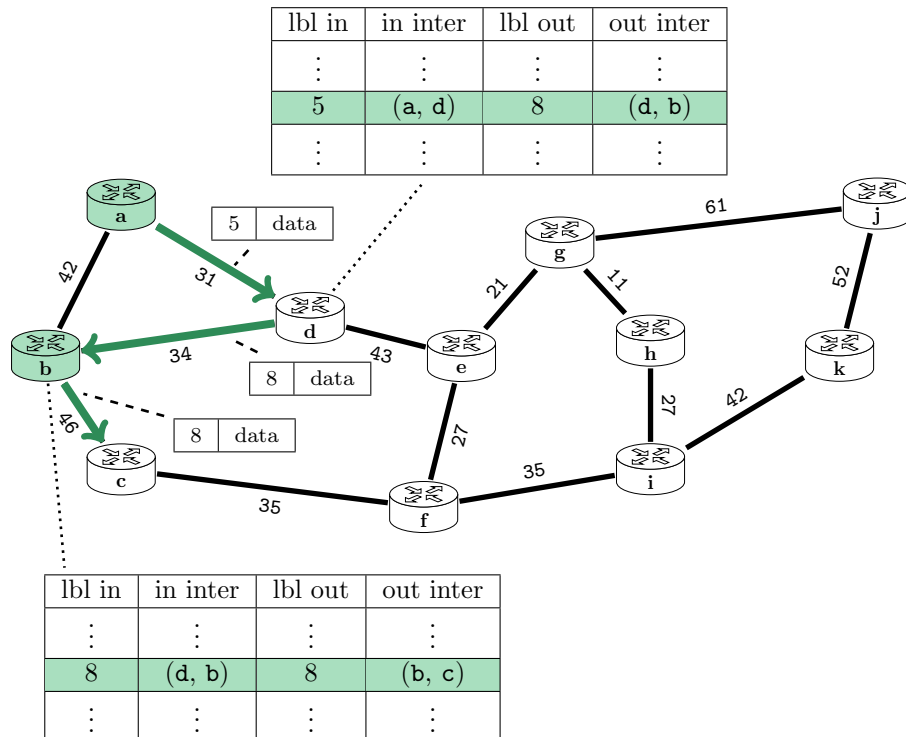 lbl in in inter lbl out out inter
⋮ ⋮ ⋮ ⋮
5 (a, d) 8 (d, b)
⋮ ⋮ ⋮ ⋮
a
5 data
61
j
g
42
31
21
11
52
d
h
b
34
43
e
k
8 data
46
8 data
27
27
42
c
35
35
i
f
lbl in in inter lbl out out inter
⋮ ⋮ ⋮ ⋮
8 (d, b) 8 (b, c)
⋮ ⋮ ⋮ ⋮